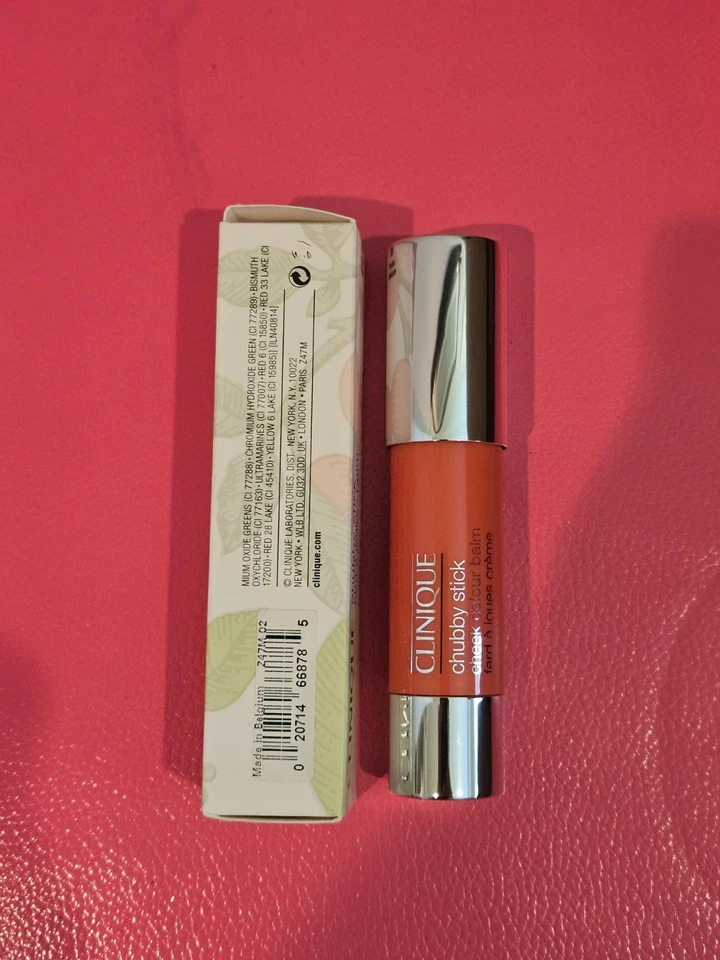 MIUM OXIDE GREENS (CI 77288) • CHROMIUM HYDROXIDE GREEN (CI 77289) • BISMUTH
OXYCHLORIDE (CI 77163) • ULTRAMARINES (CI 77007) • RED 6 (CI 15850) • RED 33 LAKE (CI
17200) • RED 28 LAKE (CI 45410) • YELLOW 6 LAKE (CI 15985)] [ILN40814]
© CLINIQUE LABORATORIES, DIST. NEW YORK, N.Y. 10022
NEW YORK • WLB LTD. GU32 3DD. UK • LONDON • PARIS Z47M
clinique.com
Made in Belgium Z47M 02
0 20714 66878 5
CLINIQUE
chubby stick
cheek colour balm
fard à joues crème